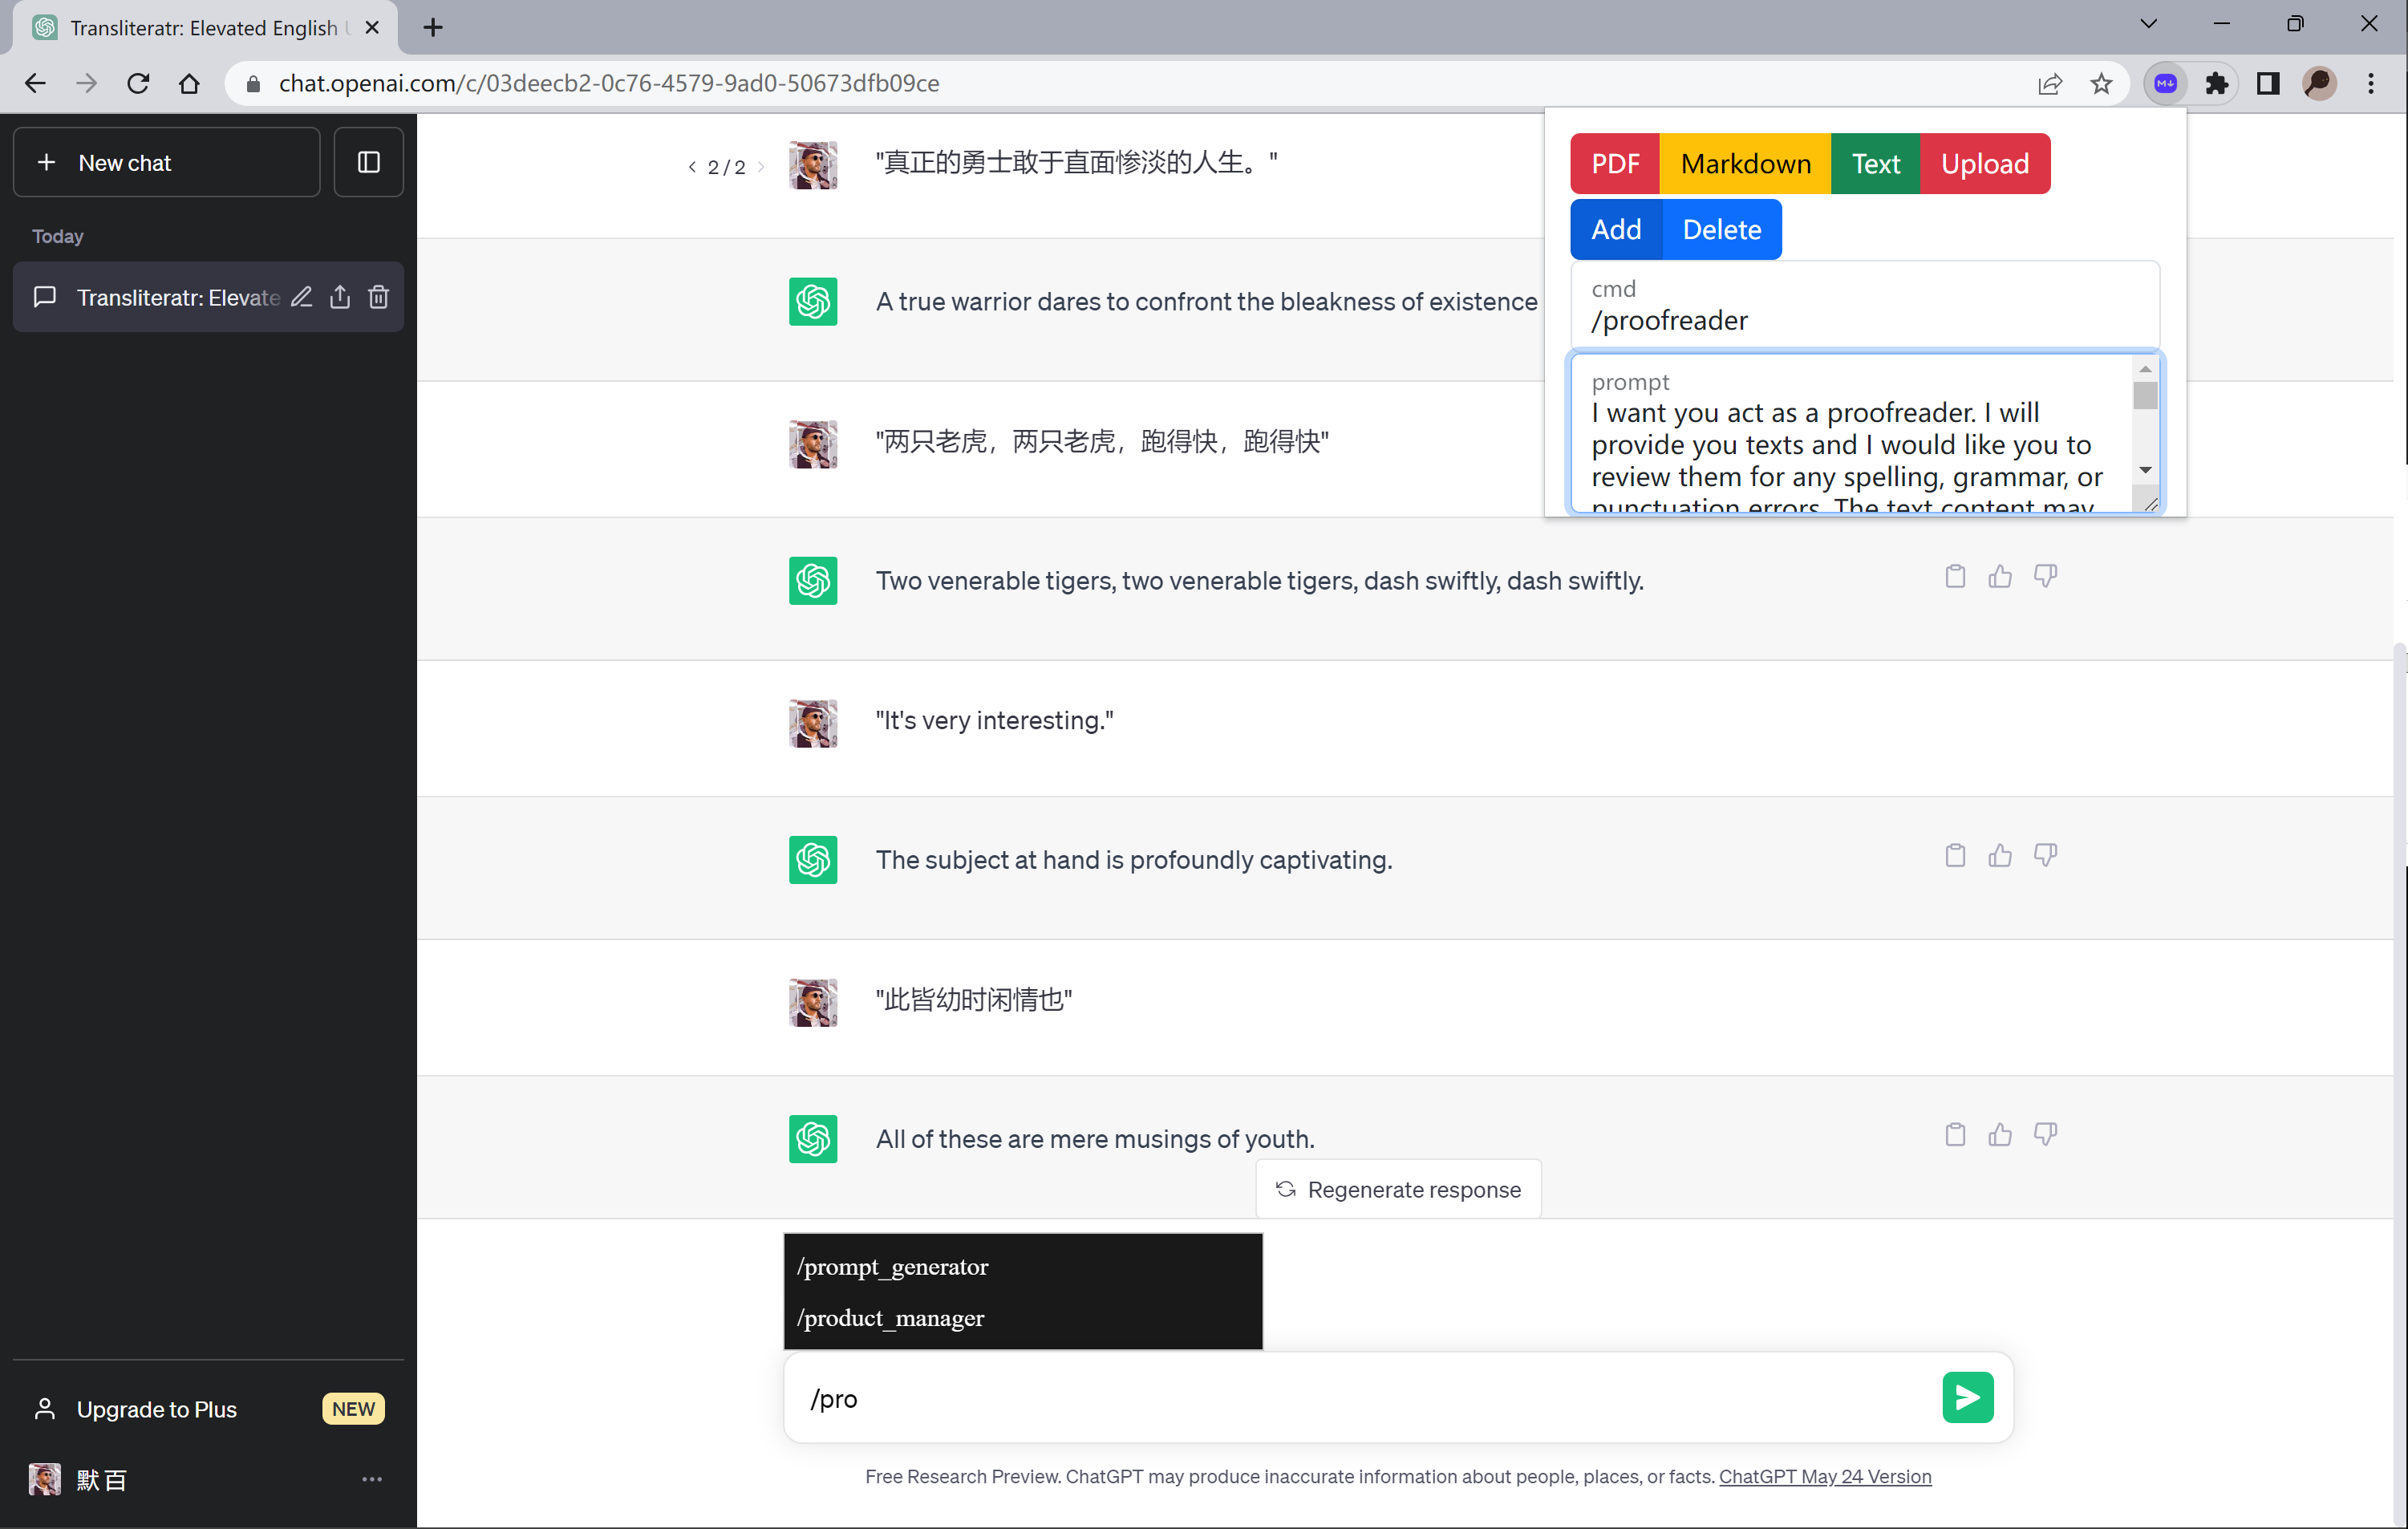 Transliteratr: Elevated English
chat.openai.com/c/03deecb2-0c76-4579-9ad0-50673dfb09ce
New chat
Today
Transliteratr: Elevate
Upgrade to Plus
NEW
默百
2 / 2
"真正的勇士敢于直面惨淡的人生。"
A true warrior dares to confront the bleakness of existence
"两只老虎，两只老虎，跑得快，跑得快"
Two venerable tigers, two venerable tigers, dash swiftly, dash swiftly.
"It's very interesting."
The subject at hand is profoundly captivating.
"此皆幼时闲情也"
All of these are mere musings of youth.
Regenerate response
/prompt_generator
/product_manager
/pro
Free Research Preview. ChatGPT may produce inaccurate information about people, places, or facts. ChatGPT May 24 Version
M↓
PDF Markdown Text Upload
Add Delete
cmd
/proofreader
prompt
I want you act as a proofreader. I will
provide you texts and I would like you to
review them for any spelling, grammar, or
punctuation errors. The text content may